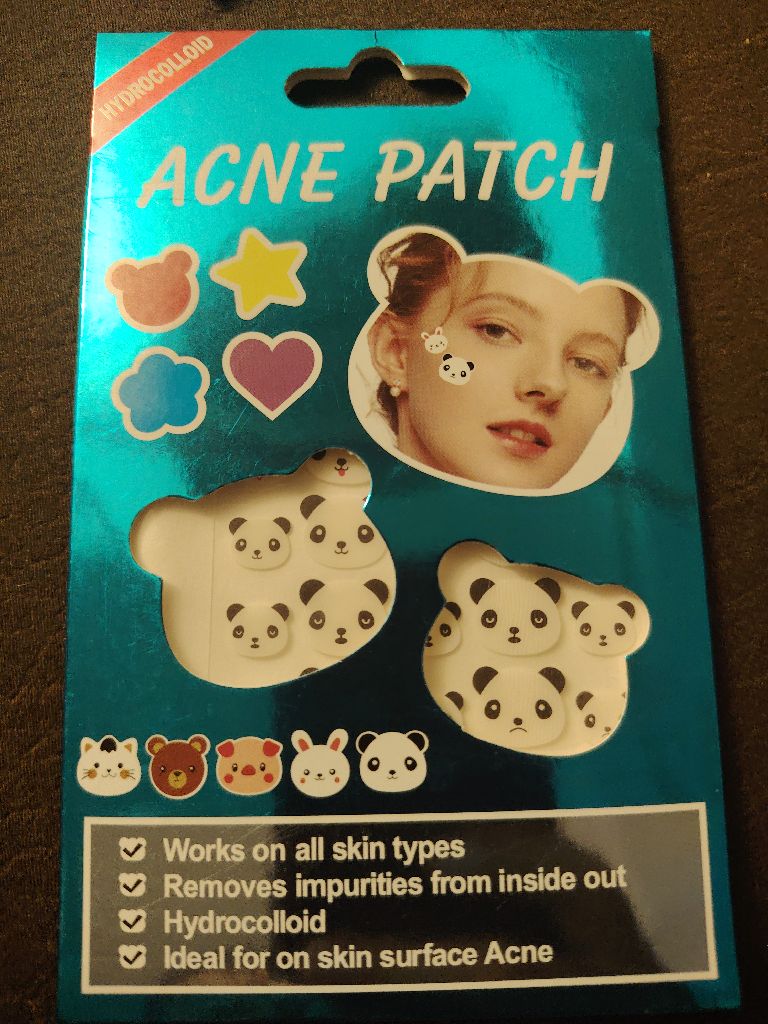 HYDROCOLLOID
ACNE PATCH
Works on all skin types
Removes impurities from inside out
Hydrocolloid
Ideal for on skin surface Acne